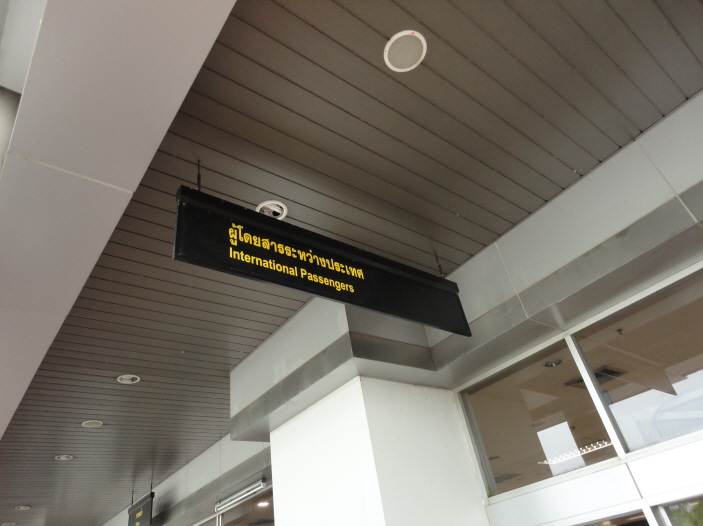 ผู้โดยสารระหว่างประเทศ
International Passengers